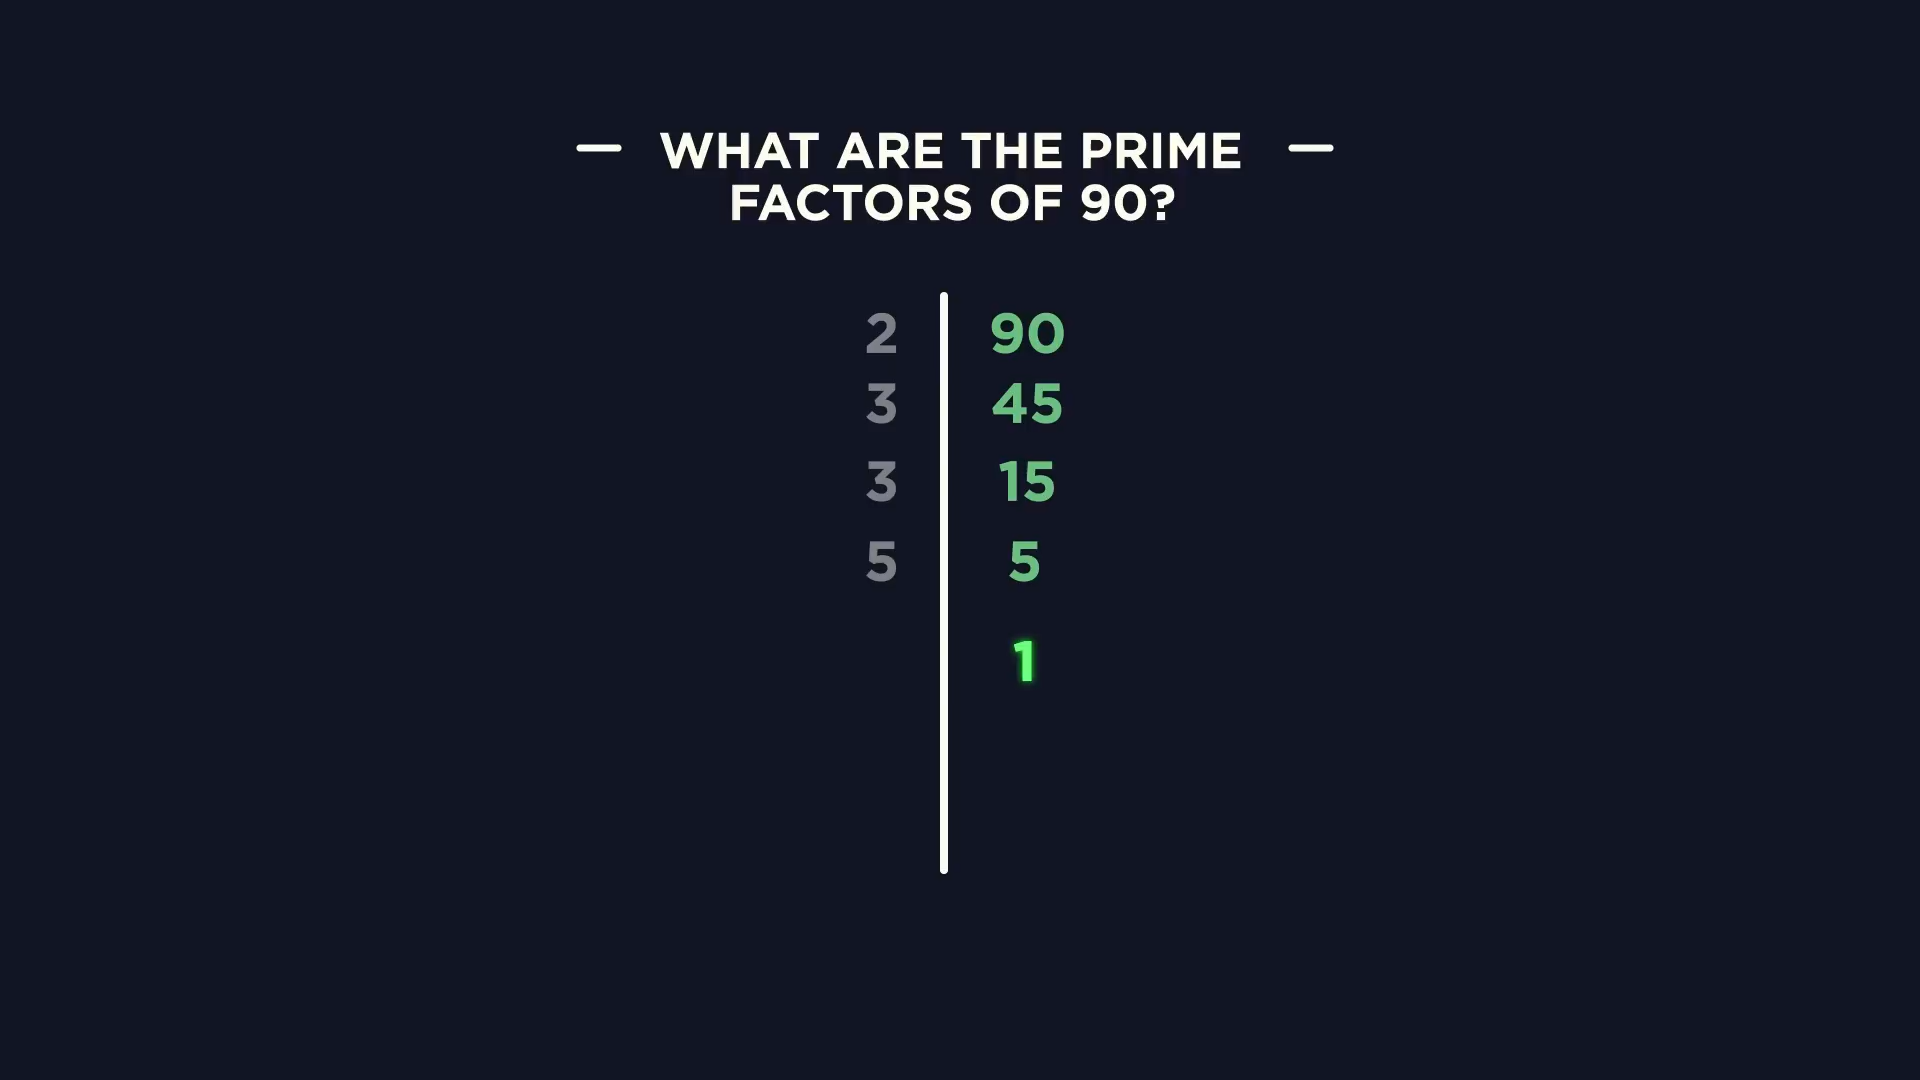 — WHAT ARE THE PRIME —
FACTORS OF 90?
2 90
3 45
3 15
5 5
1